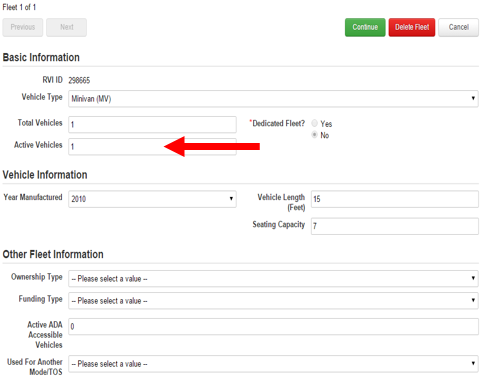 Fleet 1 of 1
Previous Next Continue Delete Fleet Cancel
Basic Information
RVI ID 298665
Vehicle Type Minivan (MV)
Total Vehicles 1 *Dedicated Fleet? Yes
No
Active Vehicles 1
Vehicle Information
Year Manufactured 2010 Vehicle Length 15
(Feet)
Seating Capacity 7
Other Fleet Information
Ownership Type -- Please select a value --
Funding Type -- Please select a value --
Active ADA 0
Accessible
Vehicles
Used For Another -- Please select a value --
Mode/TOS